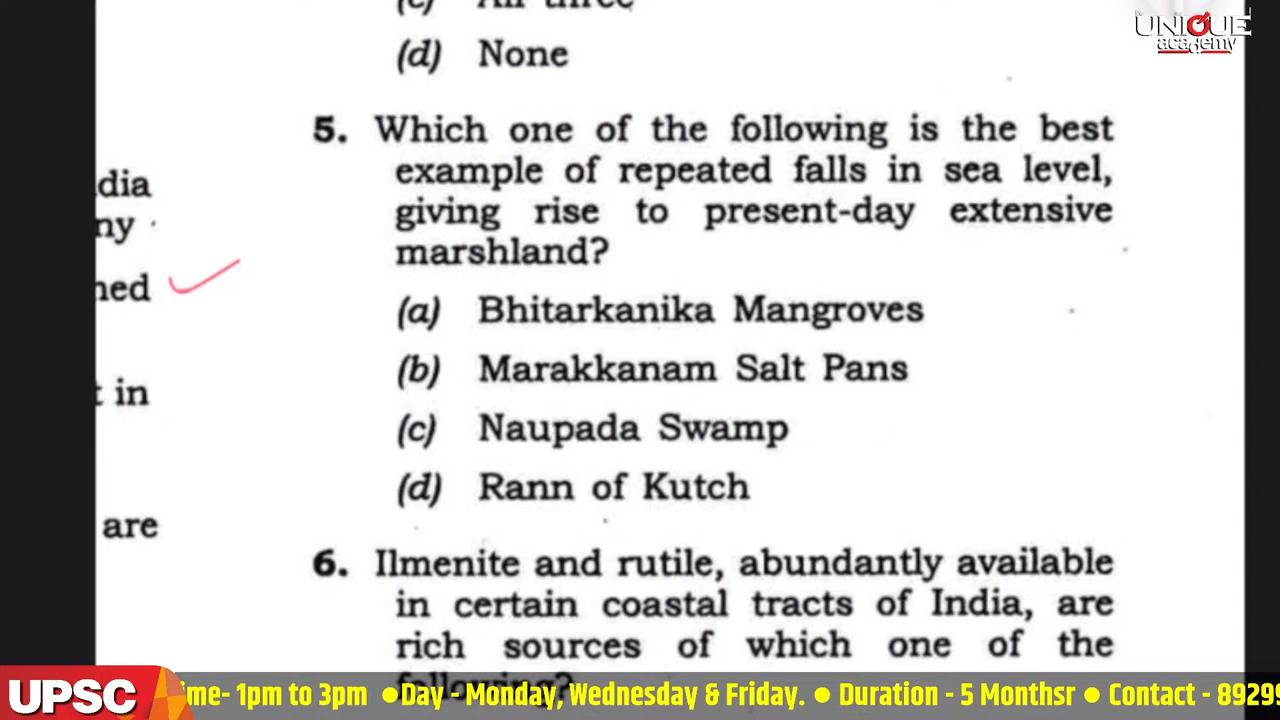 UNIQUE
academy
(c) All three
(d) None
5. Which one of the following is the best
example of repeated falls in sea level,
giving rise to present-day extensive
marshland?
(a) Bhitarkanika Mangroves
(b) Marakkanam Salt Pans
(c) Naupada Swamp
(d) Rann of Kutch
6. Ilmenite and rutile, abundantly available
in certain coastal tracts of India, are
rich sources of which one of the
following?
dia
ny
ned
t in
are
UPSC
ime- 1pm to 3pm ●Day - Monday, Wednesday & Friday. ● Duration - 5 Monthsr ● Contact - 8929